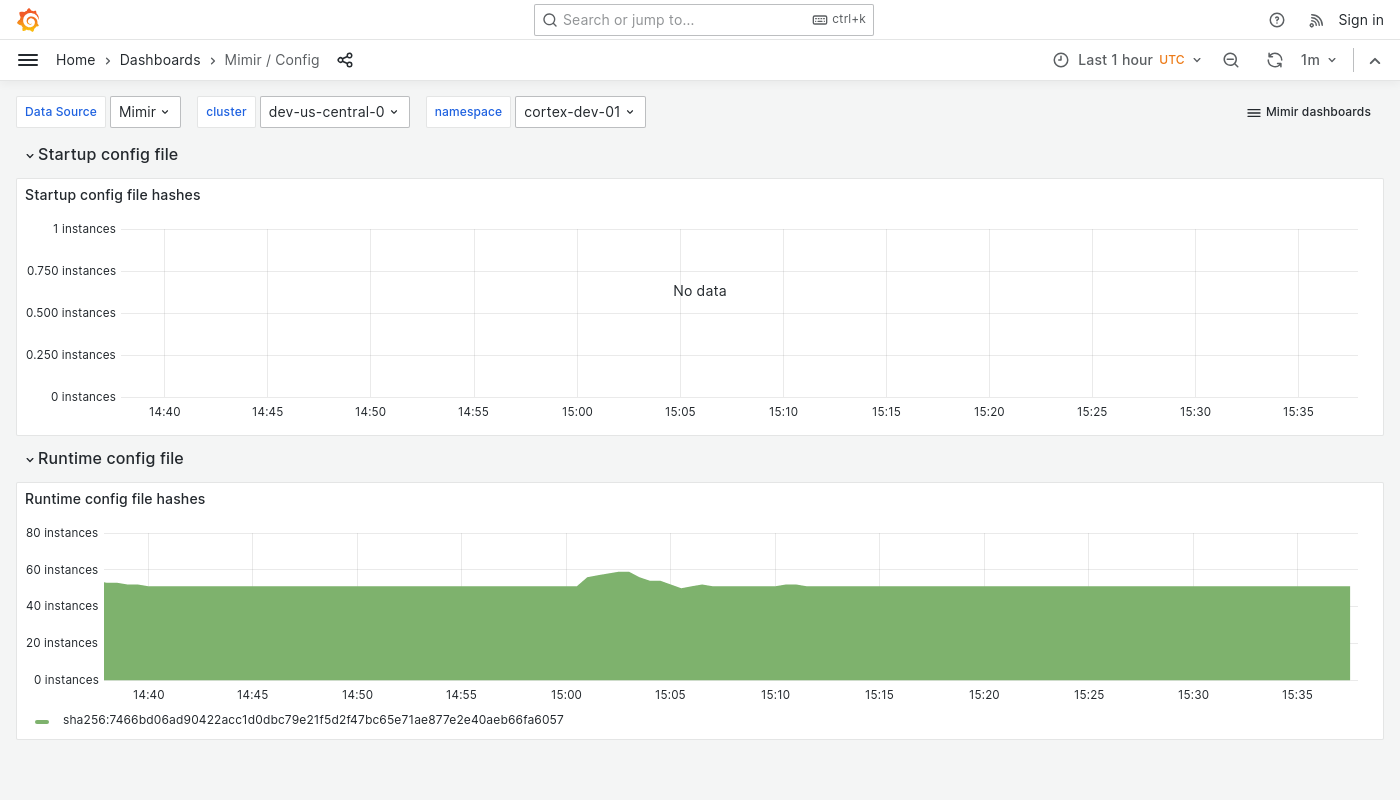 Search or jump to... ctrl+k Sign in
Home Dashboards Mimir / Config Last 1 hour UTC 1m
Data Source Mimir cluster dev-us-central-0 namespace cortex-dev-01 Mimir dashboards
Startup config file
Startup config file hashes
1 instances
0.750 instances
No data
0.500 instances
0.250 instances
0 instances
14:40 14:45 14:50 14:55 15:00 15:05 15:10 15:15 15:20 15:25 15:30 15:35
Runtime config file
Runtime config file hashes
80 instances
60 instances
40 instances
20 instances
0 instances
14:40 14:45 14:50 14:55 15:00 15:05 15:10 15:15 15:20 15:25 15:30 15:35
sha256:7466bd06ad90422acc1d0dbc79e21f5d2f47bc65e71ae877e2e40aeb66fa6057